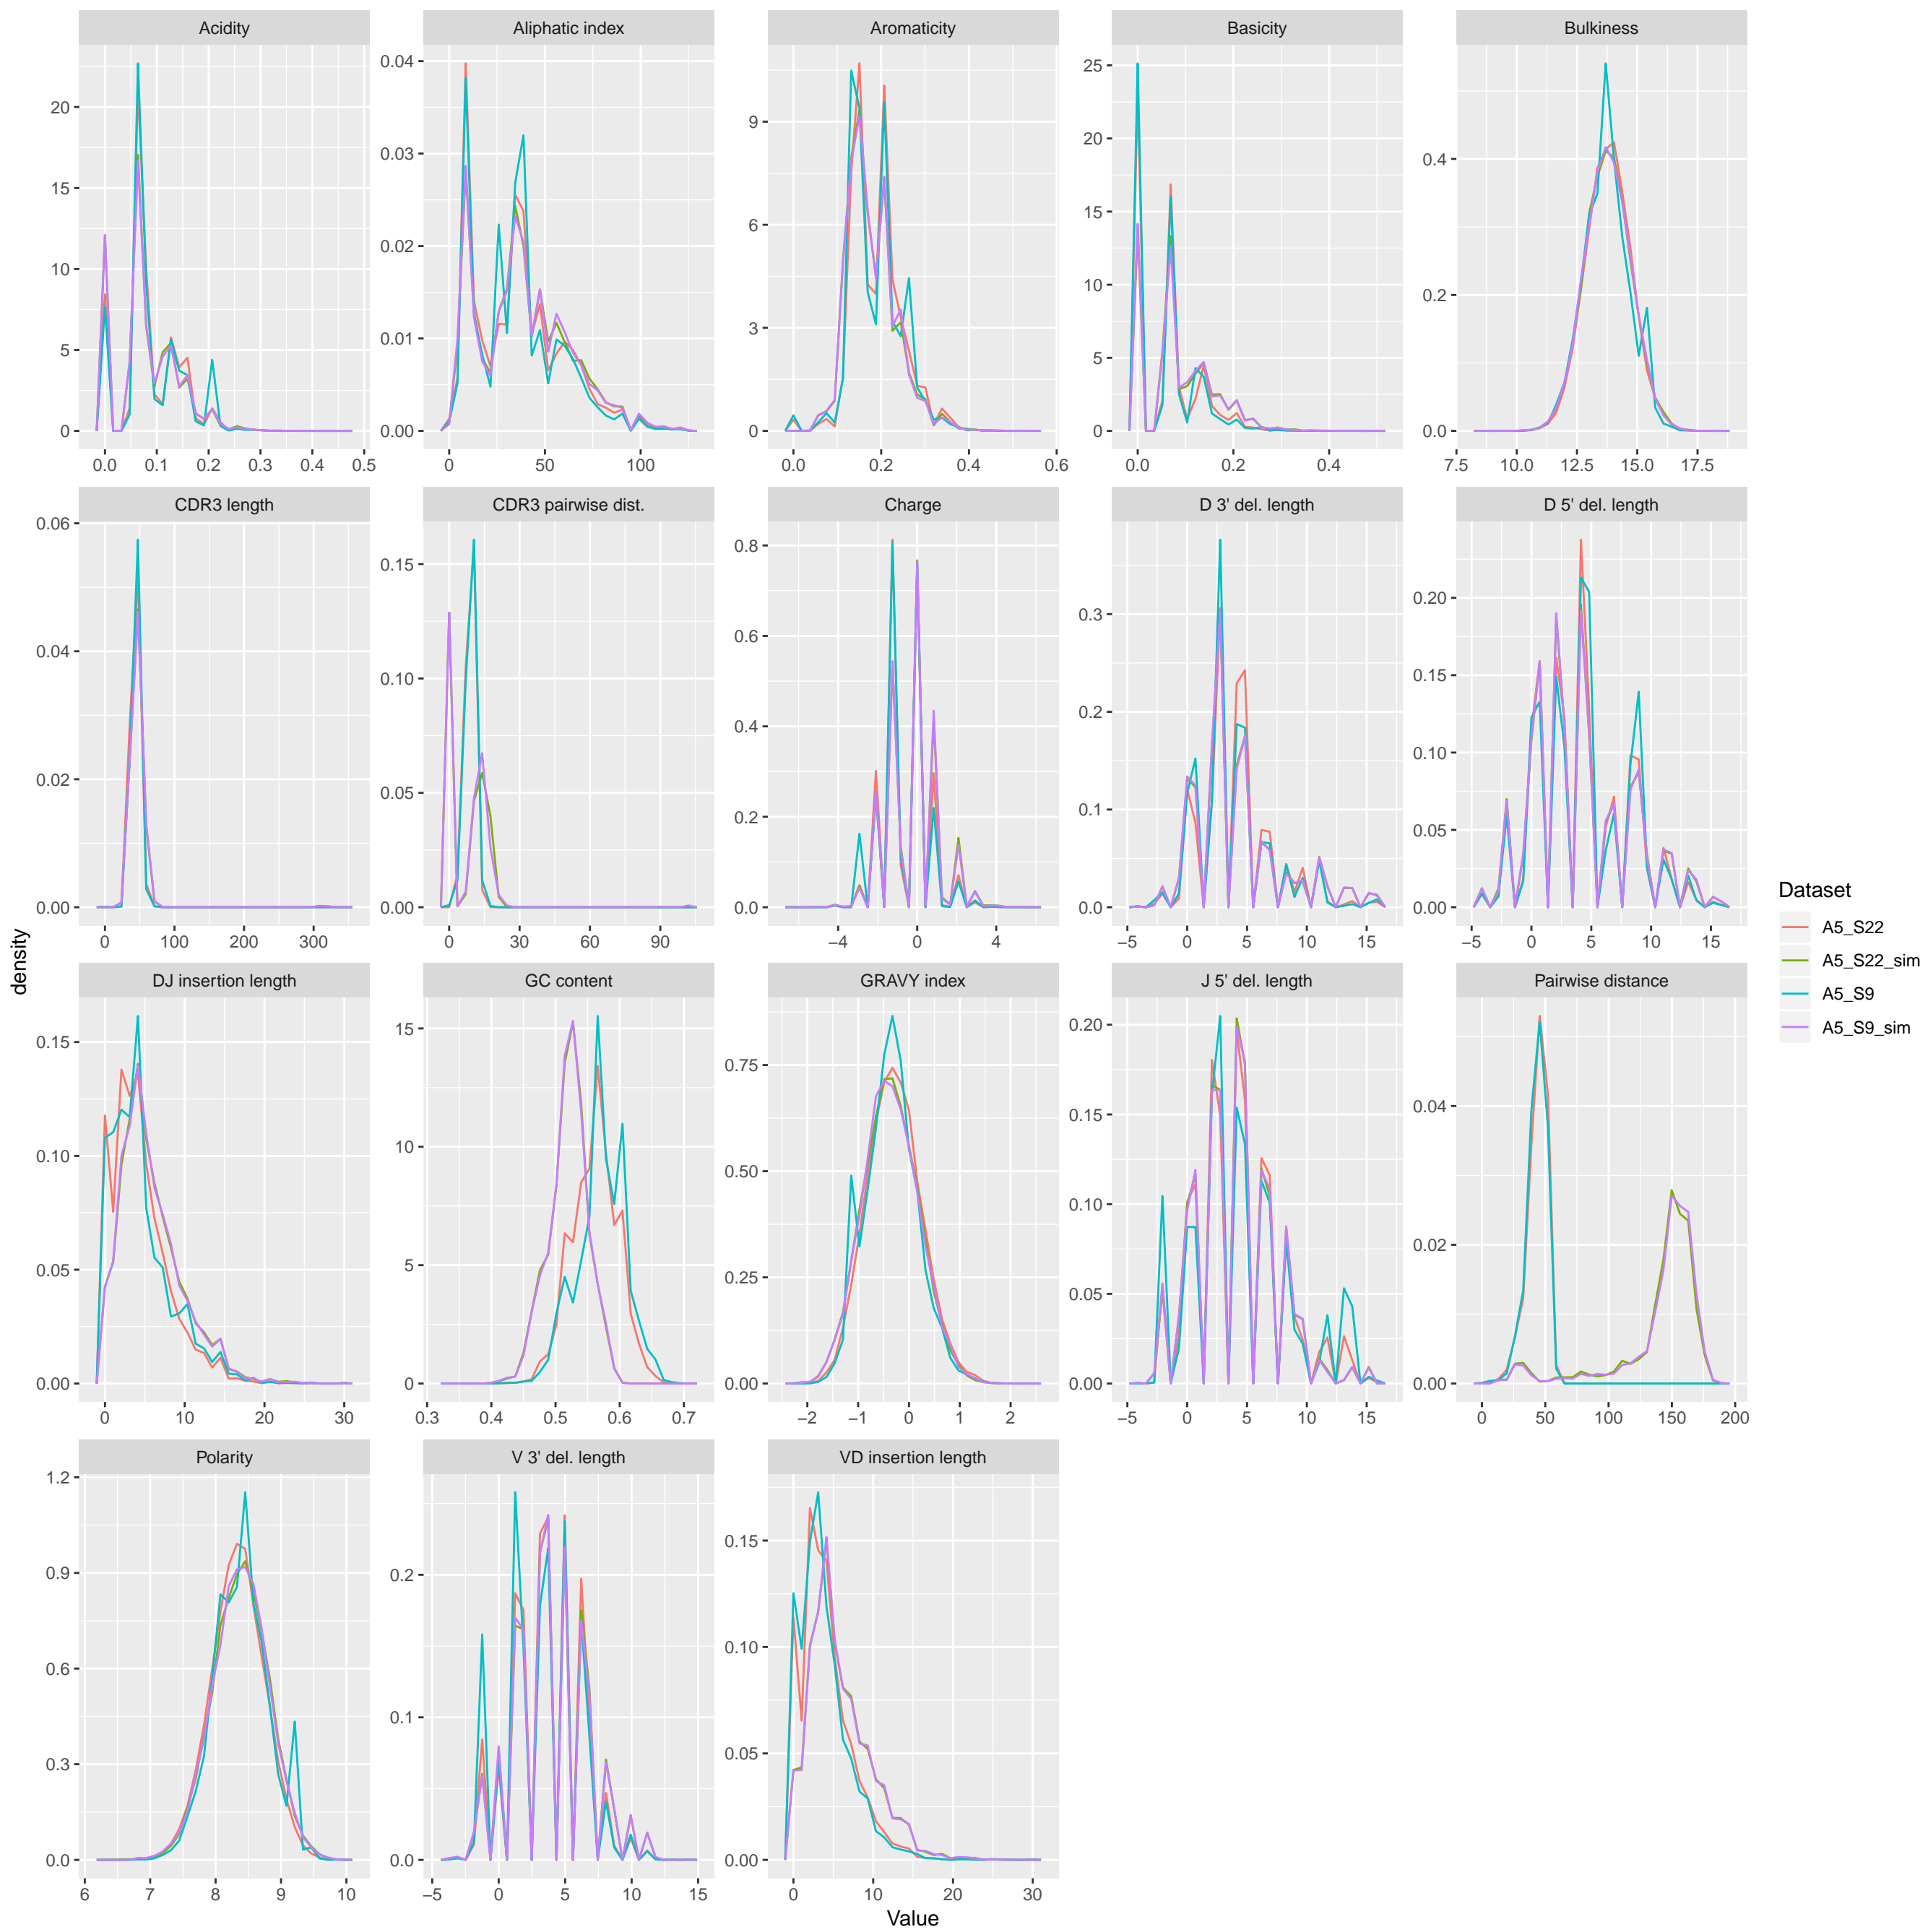 Acidity Aliphatic index Aromaticity Basicity Bulkiness
20 15 10 5 0
0.04 0.03 0.02 0.01 0.00
9 6 3 0
25 20 15 10 5 0
0.4 0.2 0.0
0.0 0.1 0.2 0.3 0.4 0.5
0 50 100
0.0 0.2 0.4 0.6
0.0 0.2 0.4
7.5 10.0 12.5 15.0 17.5
CDR3 length CDR3 pairwise dist. Charge D 3' del. length D 5' del. length
0.06 0.04 0.02 0.00
0.15 0.10 0.05 0.00
0.8 0.6 0.4 0.2 0.0
0.3 0.2 0.1 0.0
0.20 0.15 0.10 0.05 0.00
0 100 200 300
0 30 60 90
−4 0 4
−5 0 5 10 15
−5 0 5 10 15
DJ insertion length GC content GRAVY index J 5' del. length Pairwise distance
0.15 0.10 0.05 0.00
15 10 5 0
0.75 0.50 0.25 0.00
0.20 0.15 0.10 0.05 0.00
0.04 0.02 0.00
0 10 20 30
0.3 0.4 0.5 0.6 0.7
−2 −1 0 1 2
−5 0 5 10 15
0 50 100 150 200
Polarity V 3' del. length VD insertion length
1.2 0.9 0.6 0.3 0.0
0.2 0.1 0.0
0.15 0.10 0.05 0.00
6 7 8 9 10
−5 0 5 10 15
0 10 20 30
Value
density
Dataset
A5_S22
A5_S22_sim
A5_S9
A5_S9_sim